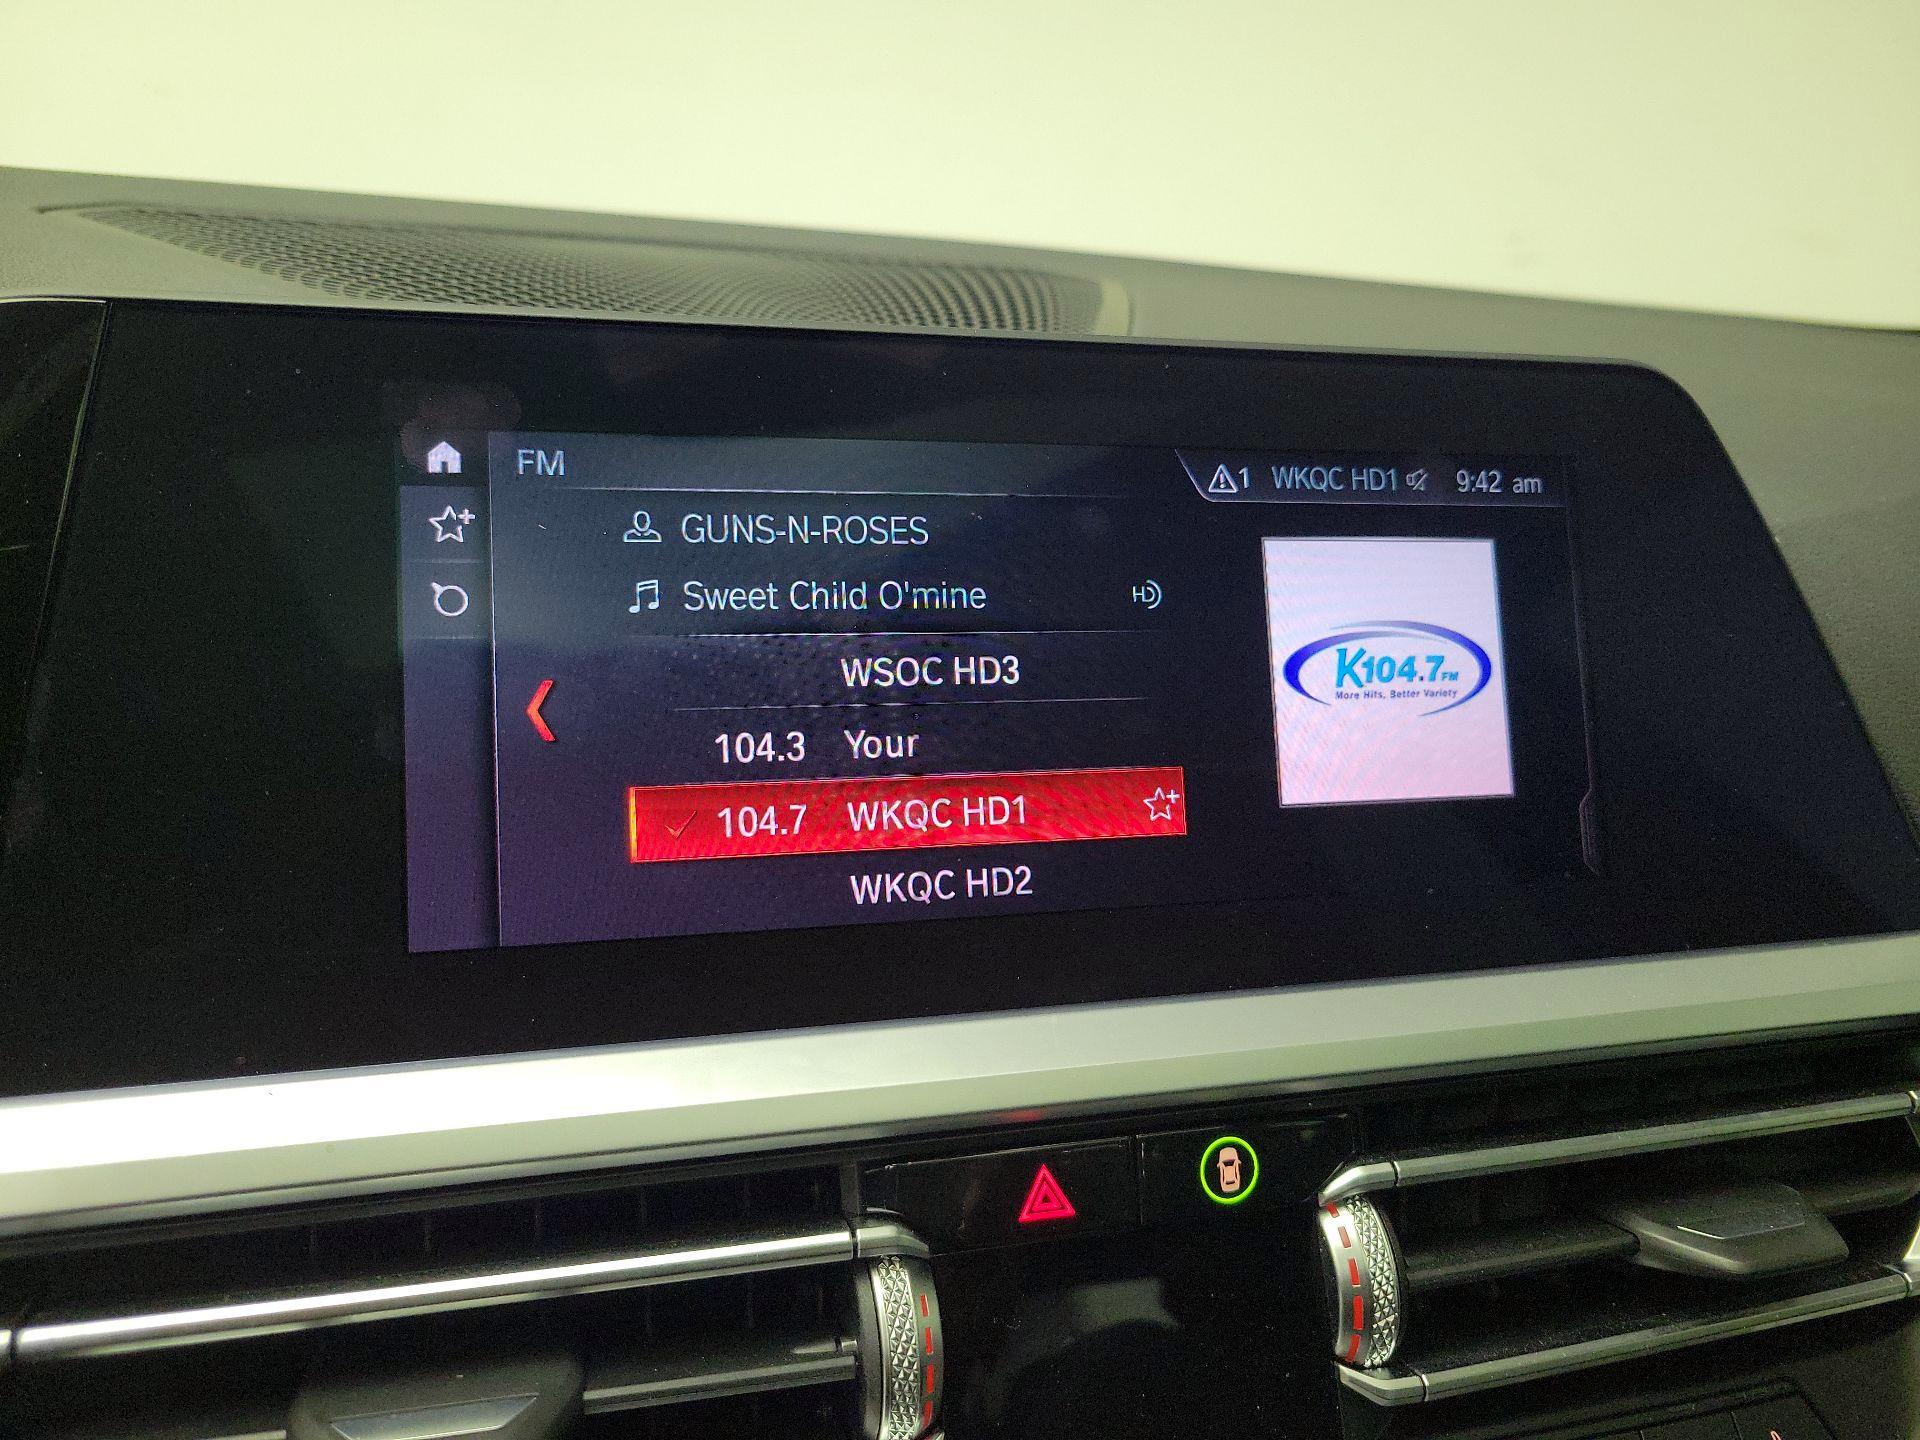 FM
1 WKQC HD1 9:42 am
GUNS-N-ROSES
Sweet Child O'mine HD
WSOC HD3
104.3 Your
104.7 WKQC HD1
WKQC HD2
K104.7FM
More Hits, Better Variety